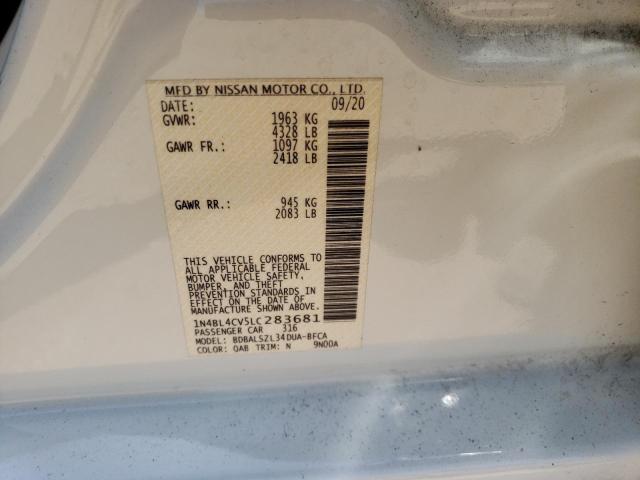 MFD BY NISSAN MOTOR CO., LTD.
DATE: 09/20
GVWR: 1963 KG
4328 LB
GAWR FR.: 1097 KG
2418 LB
GAWR RR.: 945 KG
2083 LB
THIS VEHICLE CONFORMS TO
ALL APPLICABLE FEDERAL
MOTOR VEHICLE SAFETY,
BUMPER, AND THEFT
PREVENTION STANDARDS IN
EFFECT ON THE DATE OF
MANUFACTURE SHOWN ABOVE.
1N4BL4CV5LC283681
PASSENGER CAR 316
MODEL: BDBALSZL34DUA-BFCA
COLOR: QAB TRIM: N 9N00A